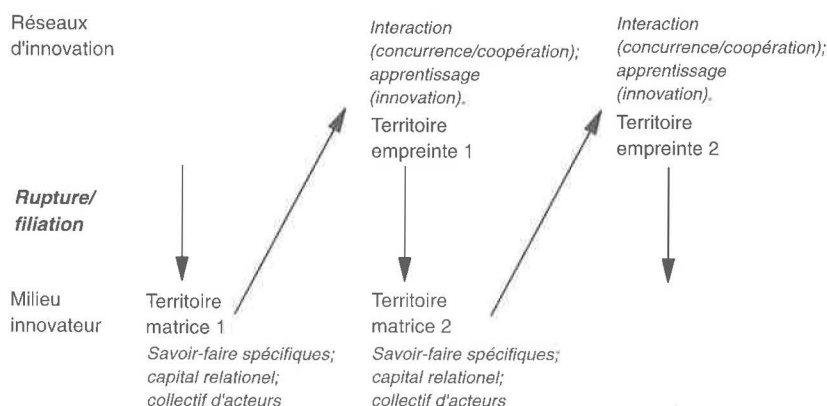 Réseaux
d'innovation
Interaction
(concurrence/coopération);
apprentissage
(innovation).
Territoire
empreinte 1
Interaction
(concurrence/coopération);
apprentissage
(innovation).
Territoire
empreinte 2
Rupture/
filiation
Milieu
innovateur
Territoire
matrice 1
Savoir-faire spécifiques;
capital relationel;
collectif d'acteurs
Territoire
matrice 2
Savoir-faire spécifiques;
capital relationel;
collectif d'acteurs